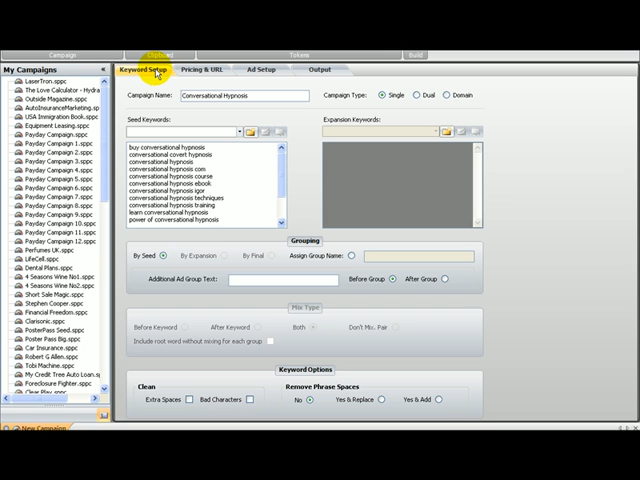 Campaign Clipboard Tokens Build
My Campaigns «
Keyword Setup Pricing & URL Ad Setup Output
LaserTron.sppc
The Love Calculator - Hydra
Outside Magazine.sppc
AutoInsuranceMarketing.sp
USA Immigration Book.sppc
Equipment Leasing.sppc
Payday Campaign.sppc
Payday Campaign 1.sppc
Payday Campaign 2.sppc
Payday Campaign 3.sppc
Payday Campaign 4.sppc
Payday Campaign 5.sppc
Payday Campaign 6.sppc
Payday Campaign 7.sppc
Payday Campaign 8.sppc
Payday Campaign 9.sppc
Payday Campaign 10.sppc
Payday Campaign 11.sppc
Payday Campaign 12.sppc
Perfumes UK.sppc
LifeCell.sppc
Dental Plans.sppc
4 Seasons Wine No1.sppc
4 Seasons Wine No2.sppc
Short Sale Magic.sppc
Stephen Cooper.sppc
Financial Freedom.sppc
Clarisonic.sppc
PosterPass Seed.sppc
Poster Pass Big.sppc
Car Insurance.sppc
Robert G Allen.sppc
Tobi Machine.sppc
My Credit Tree Auto Loan.s
Foreclosure Fighter.sppc
Clear Play.sppc
New Campaign
Campaign Name: Conversational Hypnosis Campaign Type: Single Dual Domain
Seed Keywords: Expansion Keywords:
buy conversational hypnosis
conversational covert hypnosis
conversational hypnosis
conversational hypnosis com
conversational hypnosis course
conversational hypnosis ebook
conversational hypnosis igor
conversational hypnosis techniques
conversational hypnosis training
learn conversational hypnosis
power of conversational hypnosis
Grouping
By Seed By Expansion By Final Assign Group Name:
Additional Ad Group Text: Before Group After Group
Mix Type
Before Keyword After Keyword Both Don't Mix. Pair
Include root word without mixing for each group
Keyword Options
Clean Remove Phrase Spaces
Extra Spaces Bad Characters No Yes & Replace Yes & Add